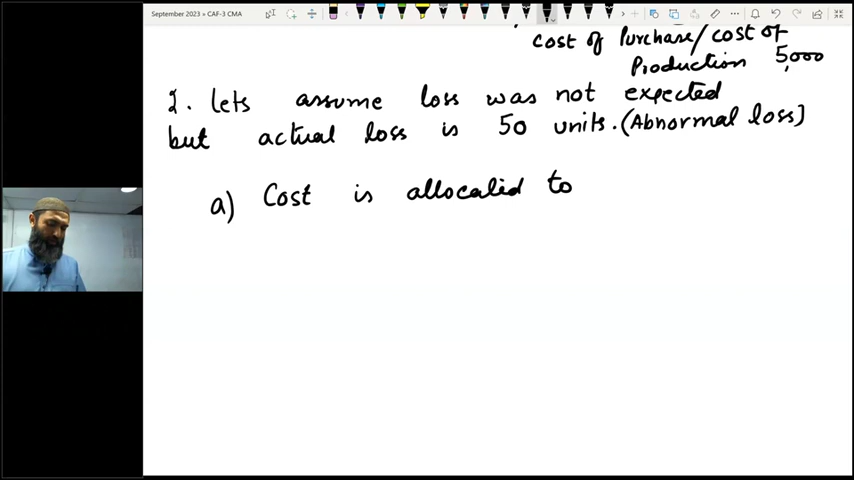 September 2023 » CAF-3 CMA
cost of Purchase/cost of
Production 5,000
2. lets assume loss was not expected
but actual loss is 50 units. (Abnormal loss)
a) Cost is allocated to